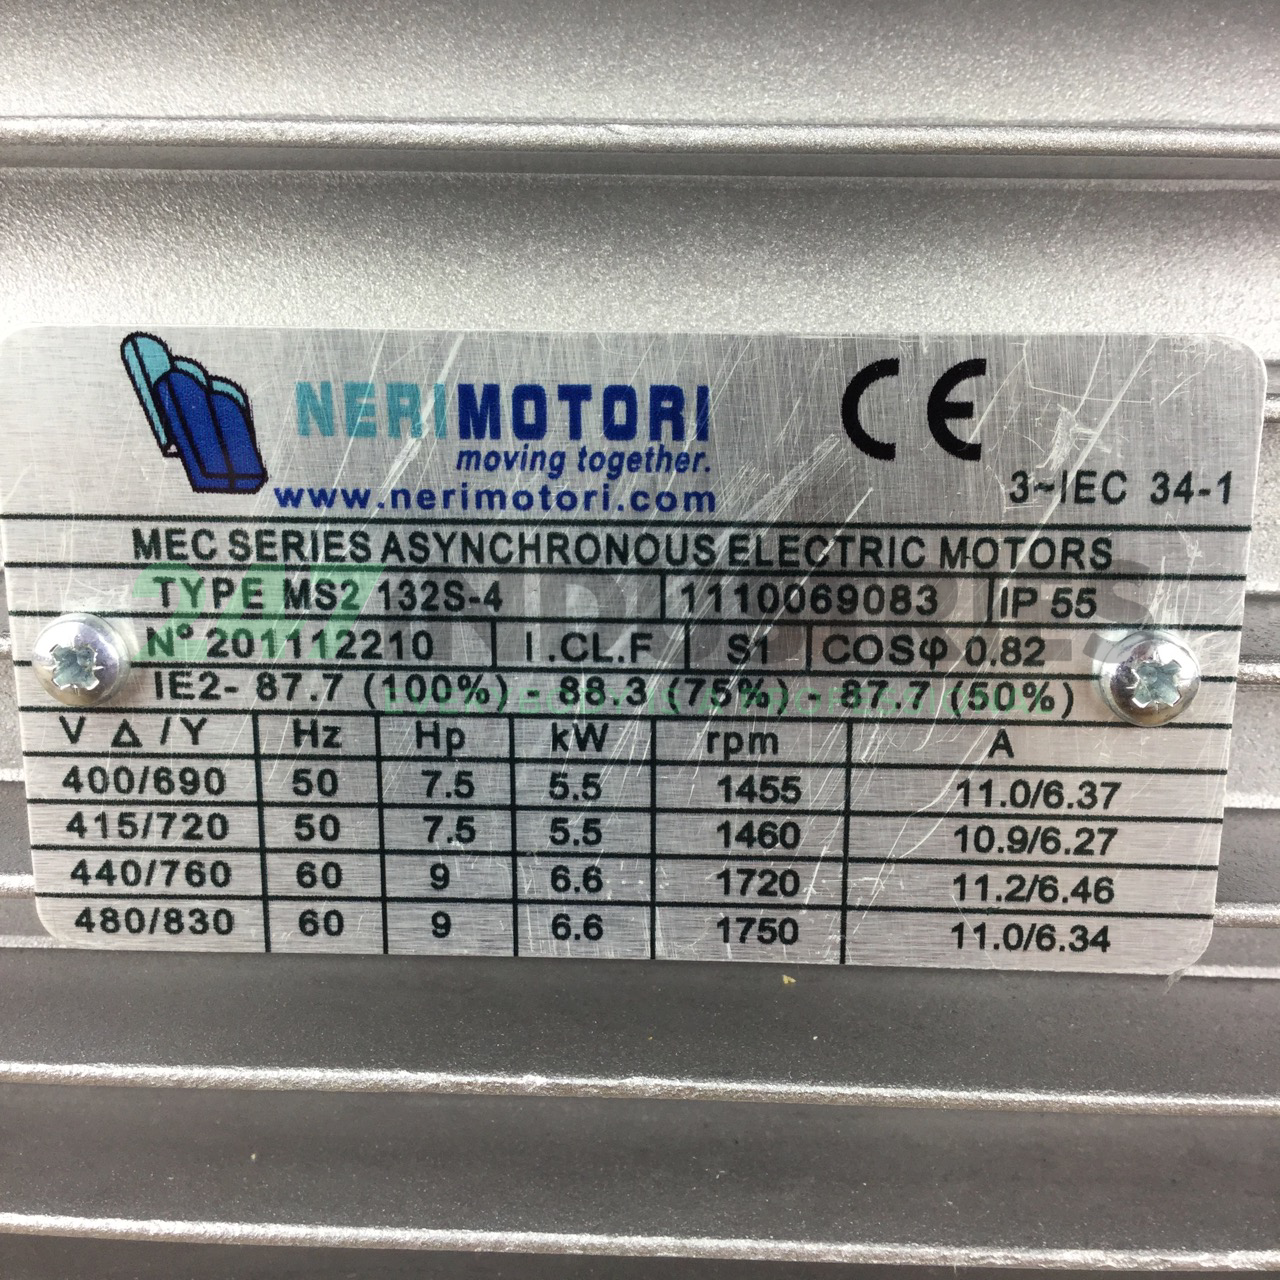 NERIMOTORI
moving together.
www.nerimotori.com
CE
3~IEC 34-1
MEC SERIES ASYNCHRONOUS ELECTRIC MOTORS
TYPE MS2 132S-4 1110069083 IP 55
N° 201112210 I.CL.F S1 COSφ 0.82
IE2- 87.7 (100%) - 88.3 (75%) - 87.7 (50%)
V Δ/Y Hz Hp kW rpm A
400/690 50 7.5 5.5 1455 11.0/6.37
415/720 50 7.5 5.5 1460 10.9/6.27
440/760 60 9 6.6 1720 11.2/6.46
480/830 60 9 6.6 1750 11.0/6.34